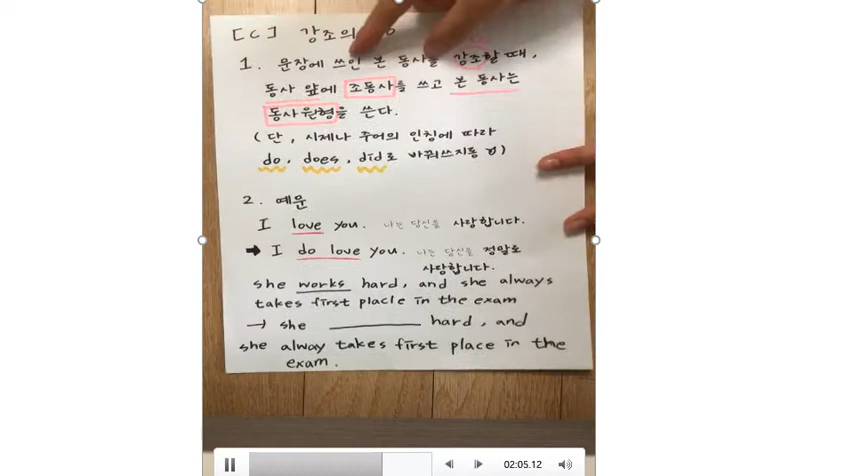 [C] 강조의
1. 문장에 쓰인 본 동사를 강조할 때,
동사 앞에 조동사를 쓰고 본 동사는
동사원형을 쓴다.
(단, 시제나 주어의 인칭에 따라
do, does, did로 바꿔쓰지롱 ♉)
2. 예문
I love you. 나는 당신을 사랑합니다.
➡ I do love you. 나는 당신을 정말로
사랑합니다.
she works hard, and she always
takes first placle in the exam
→ she ________ hard, and
she alway takes first place in the
exam.
02:05.12